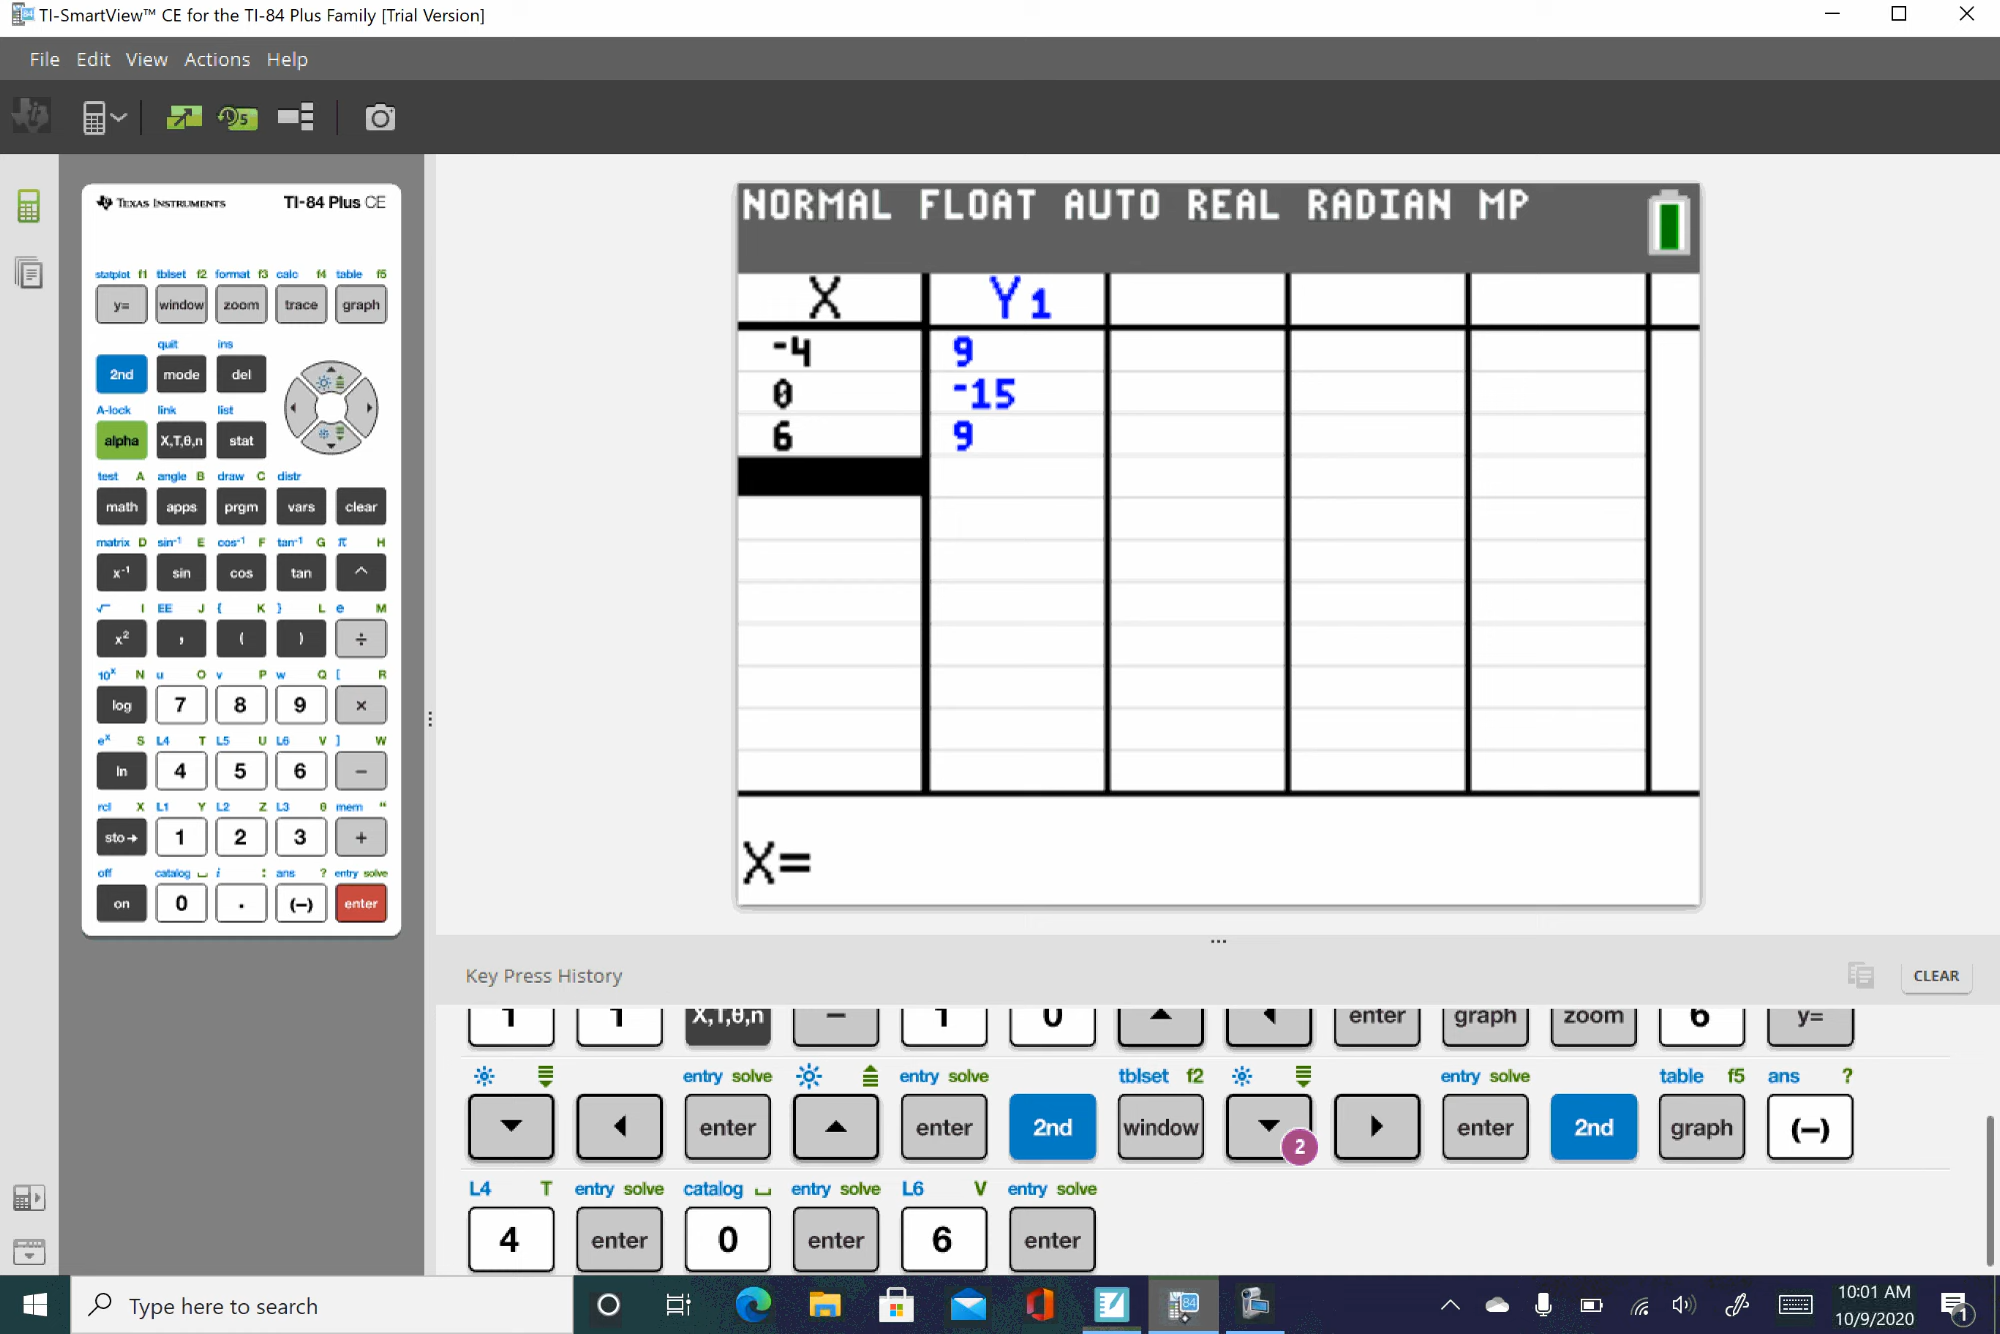 TI-SmartView™ CE for the TI-84 Plus Family [Trial Version]
File Edit View Actions Help
5
TEXAS INSTRUMENTS TI-84 Plus CE
statplot f1 tblset f2 format f3 calc f4 table f5
y= window zoom trace graph
quit ins
2nd mode del
A-lock link list
alpha X,T,θ,n stat
test A angle B draw C distr
math apps prgm vars clear
matrix D sin-1 E cos-1 F tan-1 G π H
x-1 sin cos tan ^
√ I EE J { K } L e M
x2 , ( ) ÷
10x N u O v P w Q [ R
log 7 8 9 ×
ex S L4 T L5 U L6 V ] W
ln 4 5 6 −
rcl X L1 Y L2 Z L3 θ mem “
sto→ 1 2 3 +
off catalog ⎵ i : ans ? entry solve
on 0 . (−) enter
NORMAL FLOAT AUTO REAL RADIAN MP
X Y1
-4 9
0 -15
6 9
X=
Key Press History CLEAR
1 1 X,T,θ,n − 1 0 enter graph zoom 6 y=
entry solve entry solve tblset f2 entry solve table f5 ans ?
enter enter 2nd window 2 enter 2nd graph (−)
L4 T entry solve catalog ⎵ entry solve L6 V entry solve
4 enter 0 enter 6 enter
Type here to search
84
10:01 AM
10/9/2020
1